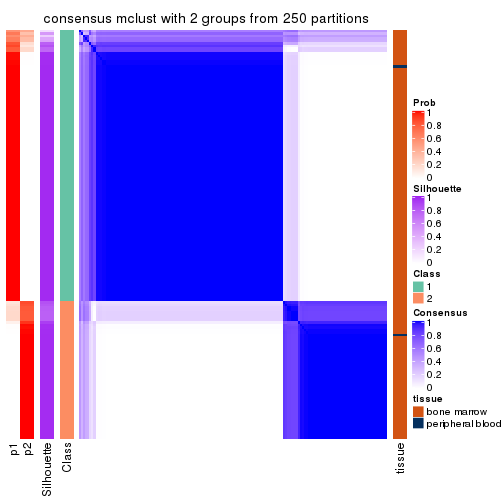 consensus mclust with 2 groups from 250 partitions
Prob
1
0.8
0.6
0.4
0.2
0
Silhouette
1
0.8
0.6
0.4
0.2
0
Class
1
2
Consensus
1
0.8
0.6
0.4
0.2
0
tissue
bone marrow
peripheral blood
p1
p2
Silhouette
Class
tissue